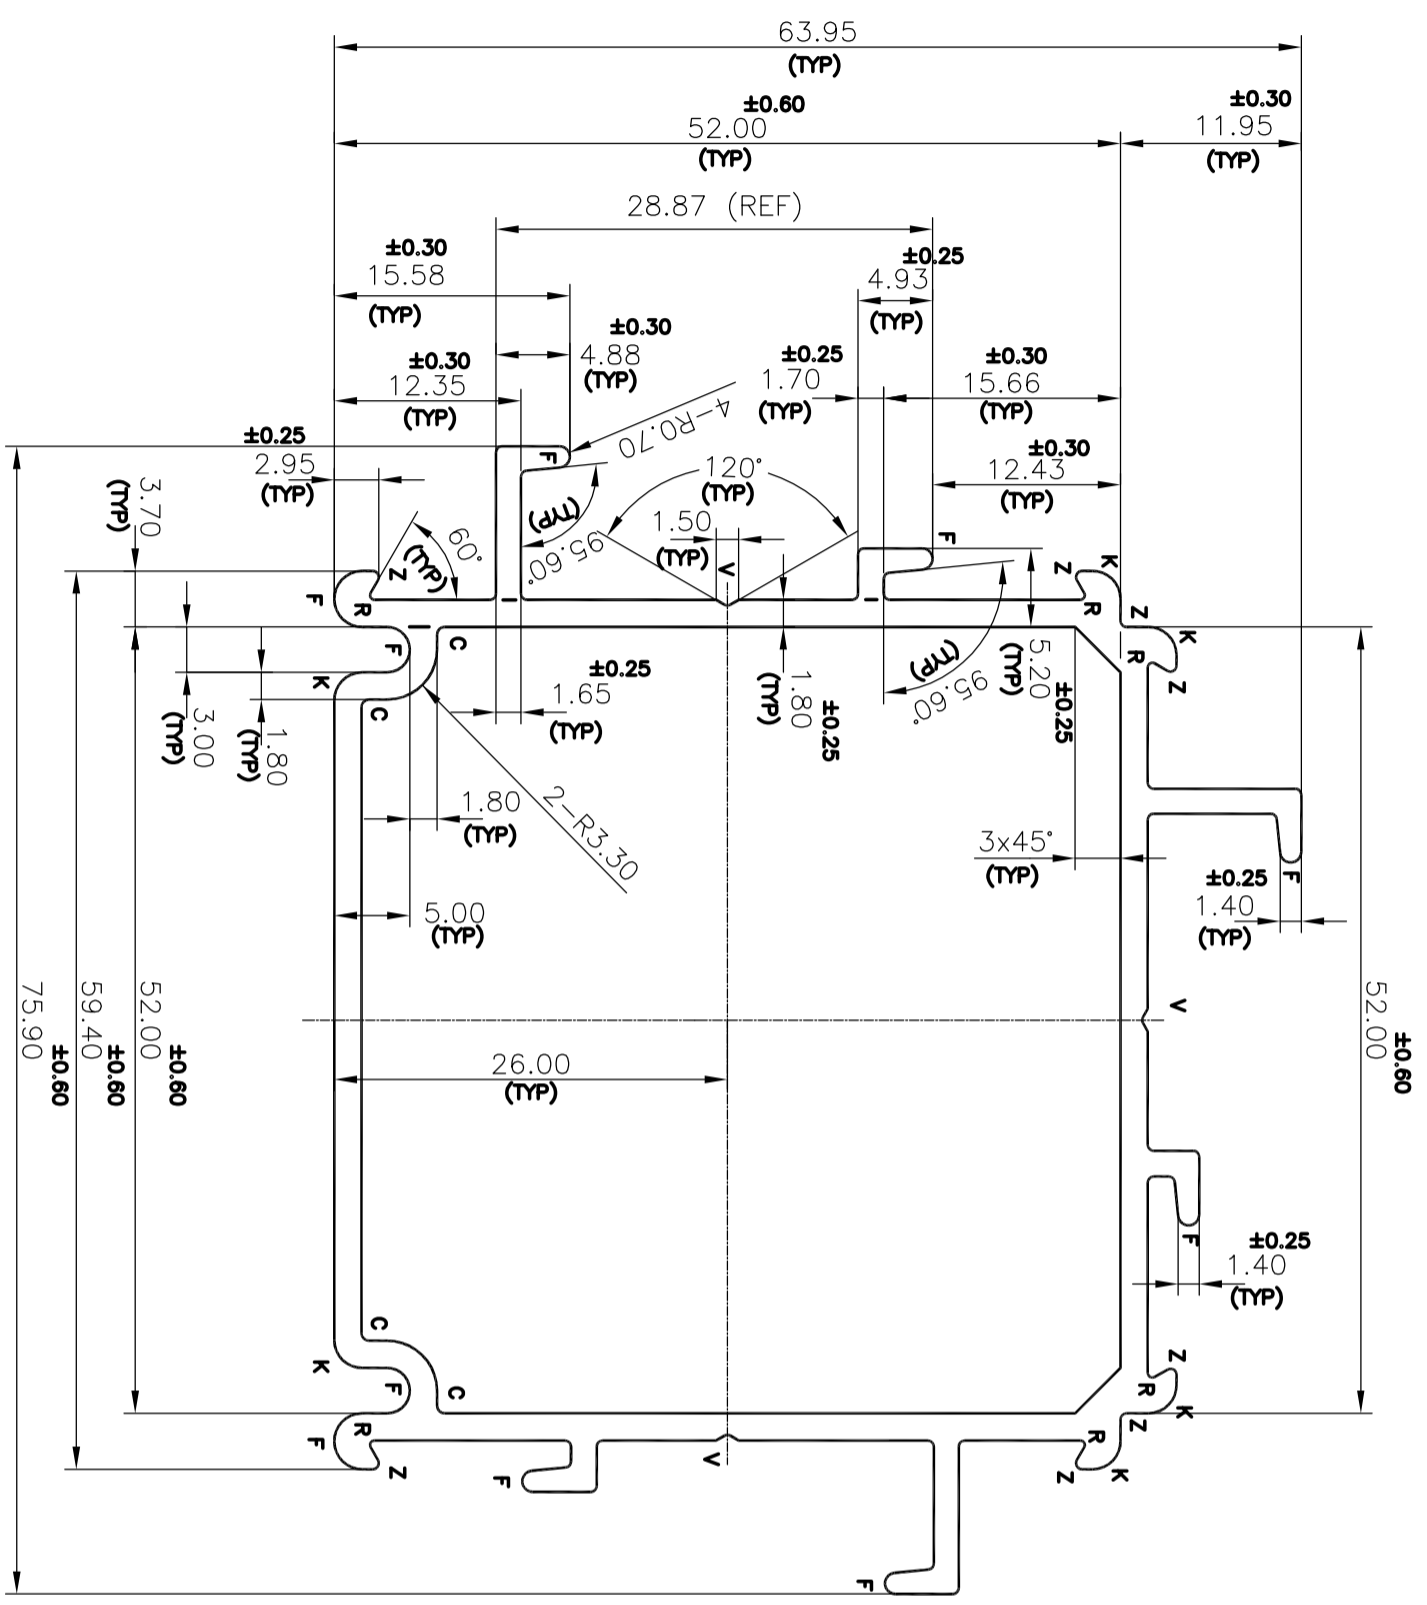 63.95
(TYP)
±0.60
52.00
(TYP)
±0.30
11.95
(TYP)
28.87 (REF)
±0.30
15.58
(TYP)
±0.25
4.93
(TYP)
±0.30
4.88
(TYP)
±0.30
12.35
(TYP)
±0.25
1.70
(TYP)
±0.30
15.66
(TYP)
4-R0.70
±0.25
2.95
(TYP)
±0.30
12.43
(TYP)
120°
(TYP)
1.50
(TYP)
95.60°
(TYP)
60°
(TYP)
3.70
(TYP)
F
F
V
Z
K
Z
Z
R
K
F
R
I
I
R
Z
R
Z
I
F
C
K
C
95.60°
(TYP)
5.20
±0.25
(TYP)
1.80
±0.25
(TYP)
±0.25
1.65
(TYP)
3.00
(TYP)
1.80
(TYP)
1.80
(TYP)
2-R3.30
3x45°
(TYP)
F
±0.25
1.40
(TYP)
5.00
(TYP)
V
52.00
±0.60
75.90
±0.60
59.40
±0.60
52.00
±0.60
26.00
(TYP)
F
±0.25
1.40
(TYP)
C
K
F
C
R
F
Z
F
V
Z
R
K
Z
R
K
Z
F